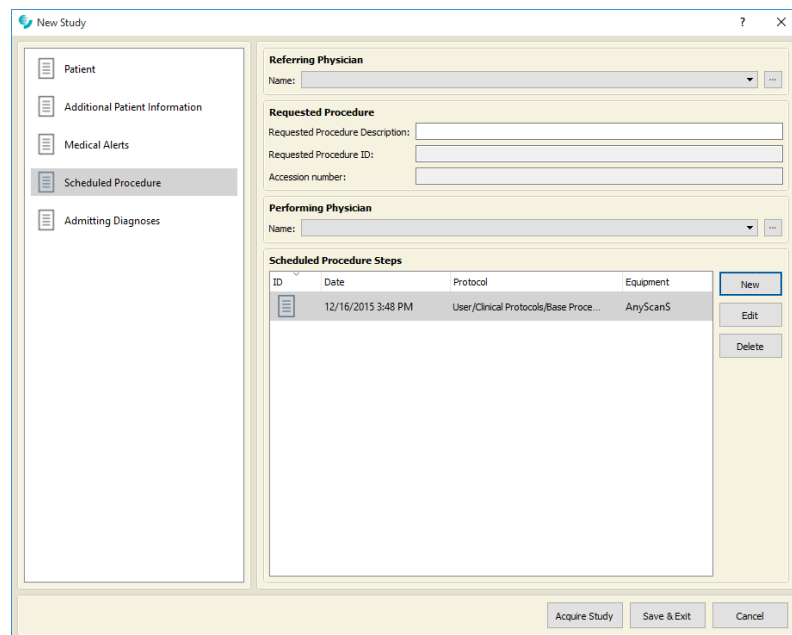 New Study
?
Patient
Additional Patient Information
Medical Alerts
Scheduled Procedure
Admitting Diagnoses
Referring Physician
Name:
...
Requested Procedure
Requested Procedure Description:
Requested Procedure ID:
Accession number:
Performing Physician
Name:
...
Scheduled Procedure Steps
ID Date Protocol Equipment
12/16/2015 3:48 PM User/Clinical Protocols/Base Proce... AnyScanS
New
Edit
Delete
Acquire Study Save & Exit Cancel